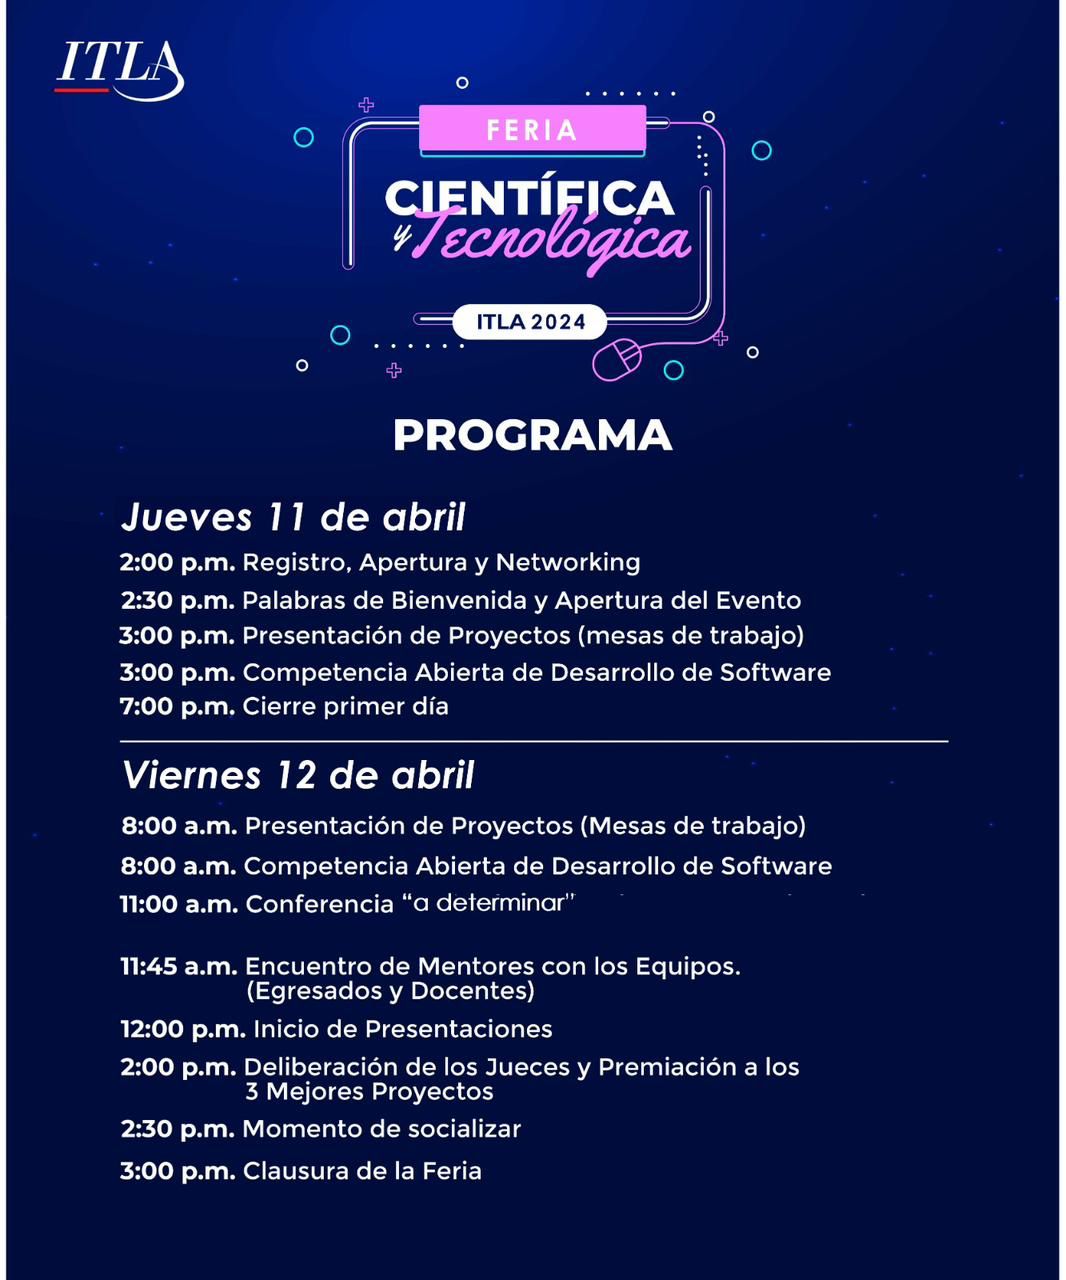 ITLA
FERIA
CIENTÍFICA
y Tecnológica
ITLA 2024
PROGRAMA
Jueves 11 de abril
2:00 p.m. Registro, Apertura y Networking
2:30 p.m. Palabras de Bienvenida y Apertura del Evento
3:00 p.m. Presentación de Proyectos (mesas de trabajo)
3:00 p.m. Competencia Abierta de Desarrollo de Software
7:00 p.m. Cierre primer día
Viernes 12 de abril
8:00 a.m. Presentación de Proyectos (Mesas de trabajo)
8:00 a.m. Competencia Abierta de Desarrollo de Software
11:00 a.m. Conferencia “a determinar”
11:45 a.m. Encuentro de Mentores con los Equipos.
(Egresados y Docentes)
12:00 p.m. Inicio de Presentaciones
2:00 p.m. Deliberación de los Jueces y Premiación a los
3 Mejores Proyectos
2:30 p.m. Momento de socializar
3:00 p.m. Clausura de la Feria